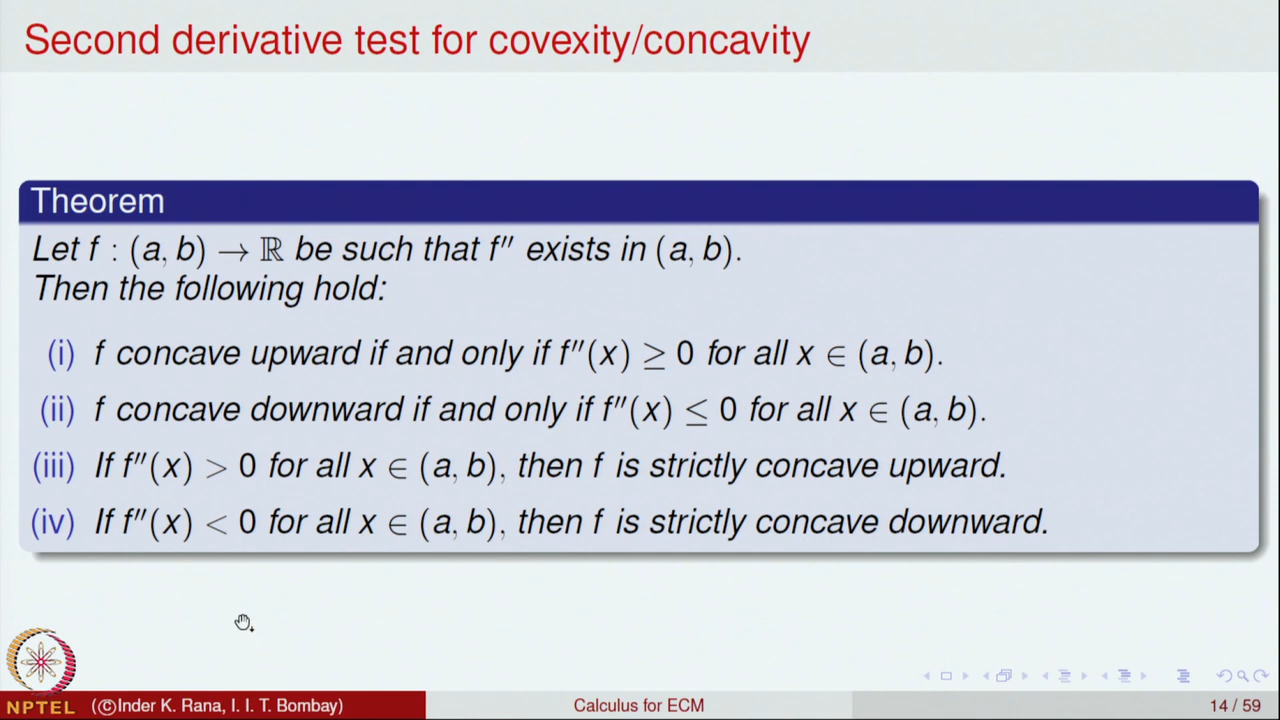 Second derivative test for covexity/concavity
Theorem
Let f : (a, b) → ℝ be such that f″ exists in (a, b).
Then the following hold:
(i) f concave upward if and only if f″(x) ≥ 0 for all x ∈ (a, b).
(ii) f concave downward if and only if f″(x) ≤ 0 for all x ∈ (a, b).
(iii) If f″(x) > 0 for all x ∈ (a, b), then f is strictly concave upward.
(iv) If f″(x) < 0 for all x ∈ (a, b), then f is strictly concave downward.
NPTEL
(©Inder K. Rana, I. I. T. Bombay)
Calculus for ECM
14 / 59